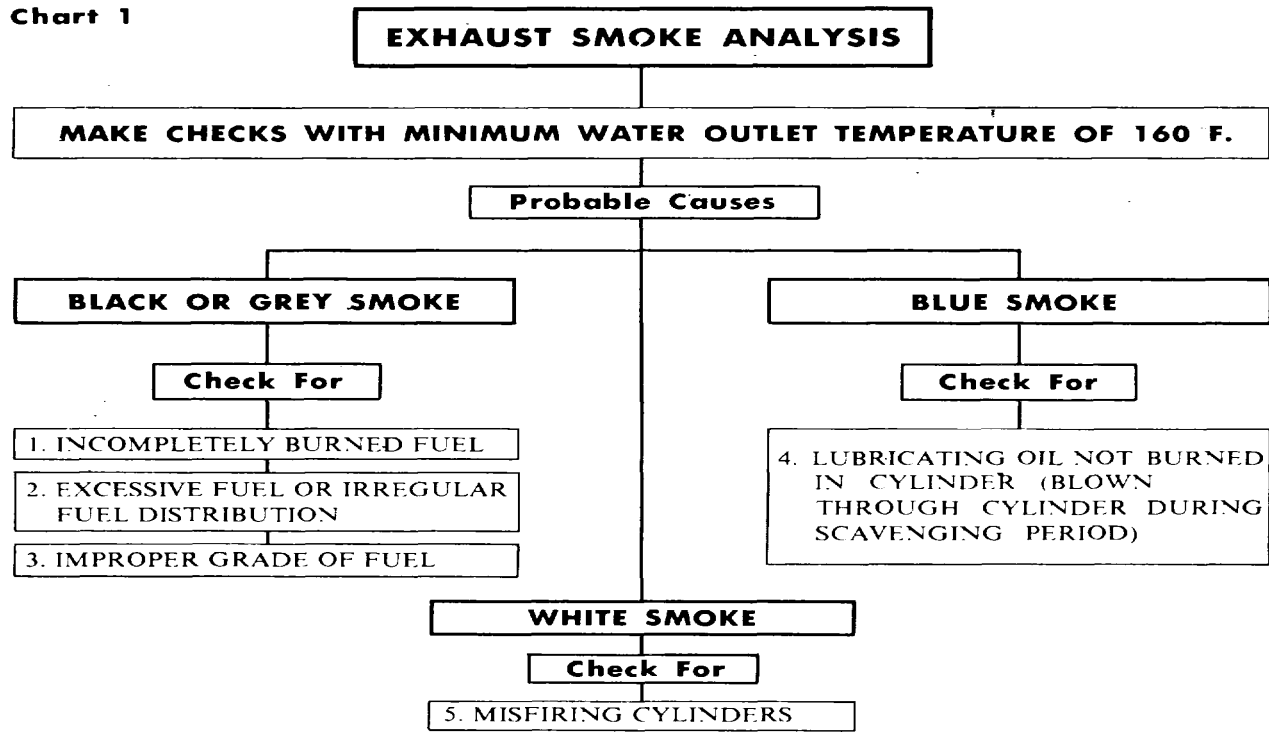 Chart 1
EXHAUST SMOKE ANALYSIS
MAKE CHECKS WITH MINIMUM WATER OUTLET TEMPERATURE OF 160 F.
Probable Causes
BLACK OR GREY SMOKE
Check For
1. INCOMPLETELY BURNED FUEL
2. EXCESSIVE FUEL OR IRREGULAR
FUEL DISTRIBUTION
3. IMPROPER GRADE OF FUEL
BLUE SMOKE
Check For
4. LUBRICATING OIL NOT BURNED
IN CYLINDER (BLOWN
THROUGH CYLINDER DURING
SCAVENGING PERIOD)
WHITE SMOKE
Check For
5. MISFIRING CYLINDERS